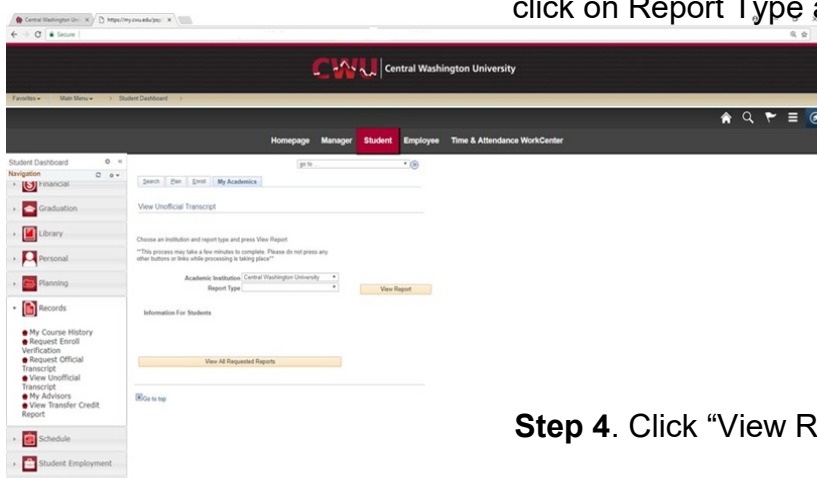 click on Report Type a
Central Washington Uni
https://my.cwu.edu/psp
Secure
CWU Central Washington University
Favorites Main Menu Student Dashboard
Homepage Manager Student Employee Time & Attendance WorkCenter
Student Dashboard
go to ...
Navigation
Financial
Search Plan Enroll My Academics
Graduation
View Unofficial Transcript
Library
Choose an institution and report type and press View Report
**This process may take a few minutes to complete. Please do not press any
other buttons or links while processing is taking place**
Personal
Academic Institution Central Washington University
Planning
Report Type
View Report
Records
Information For Students
My Course History
Request Enroll
Verification
Request Official
Transcript
View Unofficial
Transcript
My Advisors
View Transfer Credit
Report
View All Requested Reports
Go to top
Step 4. Click “View R
Schedule
Student Employment